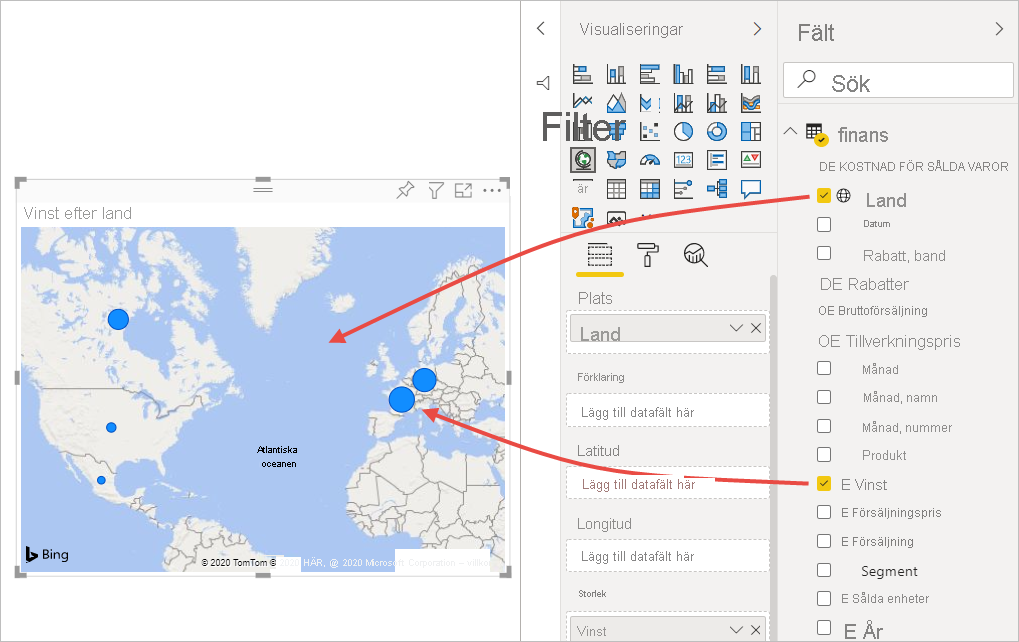 Vinst efter land
Atlantiska
oceanen
Bing
© 2020 TomTom © 2020 HÄR, @ 2020 Microsoft Corporation – villkor
Visualiseringar
Filter
123
är
Plats
Land
Förklaring
Lägg till datafält här
Latitud
Lägg till datafält här
Longitud
Lägg till datafält här
Storlek
Vinst
Fält
Sök
finans
DE KOSTNAD FÖR SÅLDA VAROR
Land
Datum
Rabatt, band
DE Rabatter
OE Bruttoförsäljning
OE Tillverkningspris
Månad
Månad, namn
Månad, nummer
Produkt
E Vinst
E Försäljningspris
E Försäljning
Segment
E Sålda enheter
E År